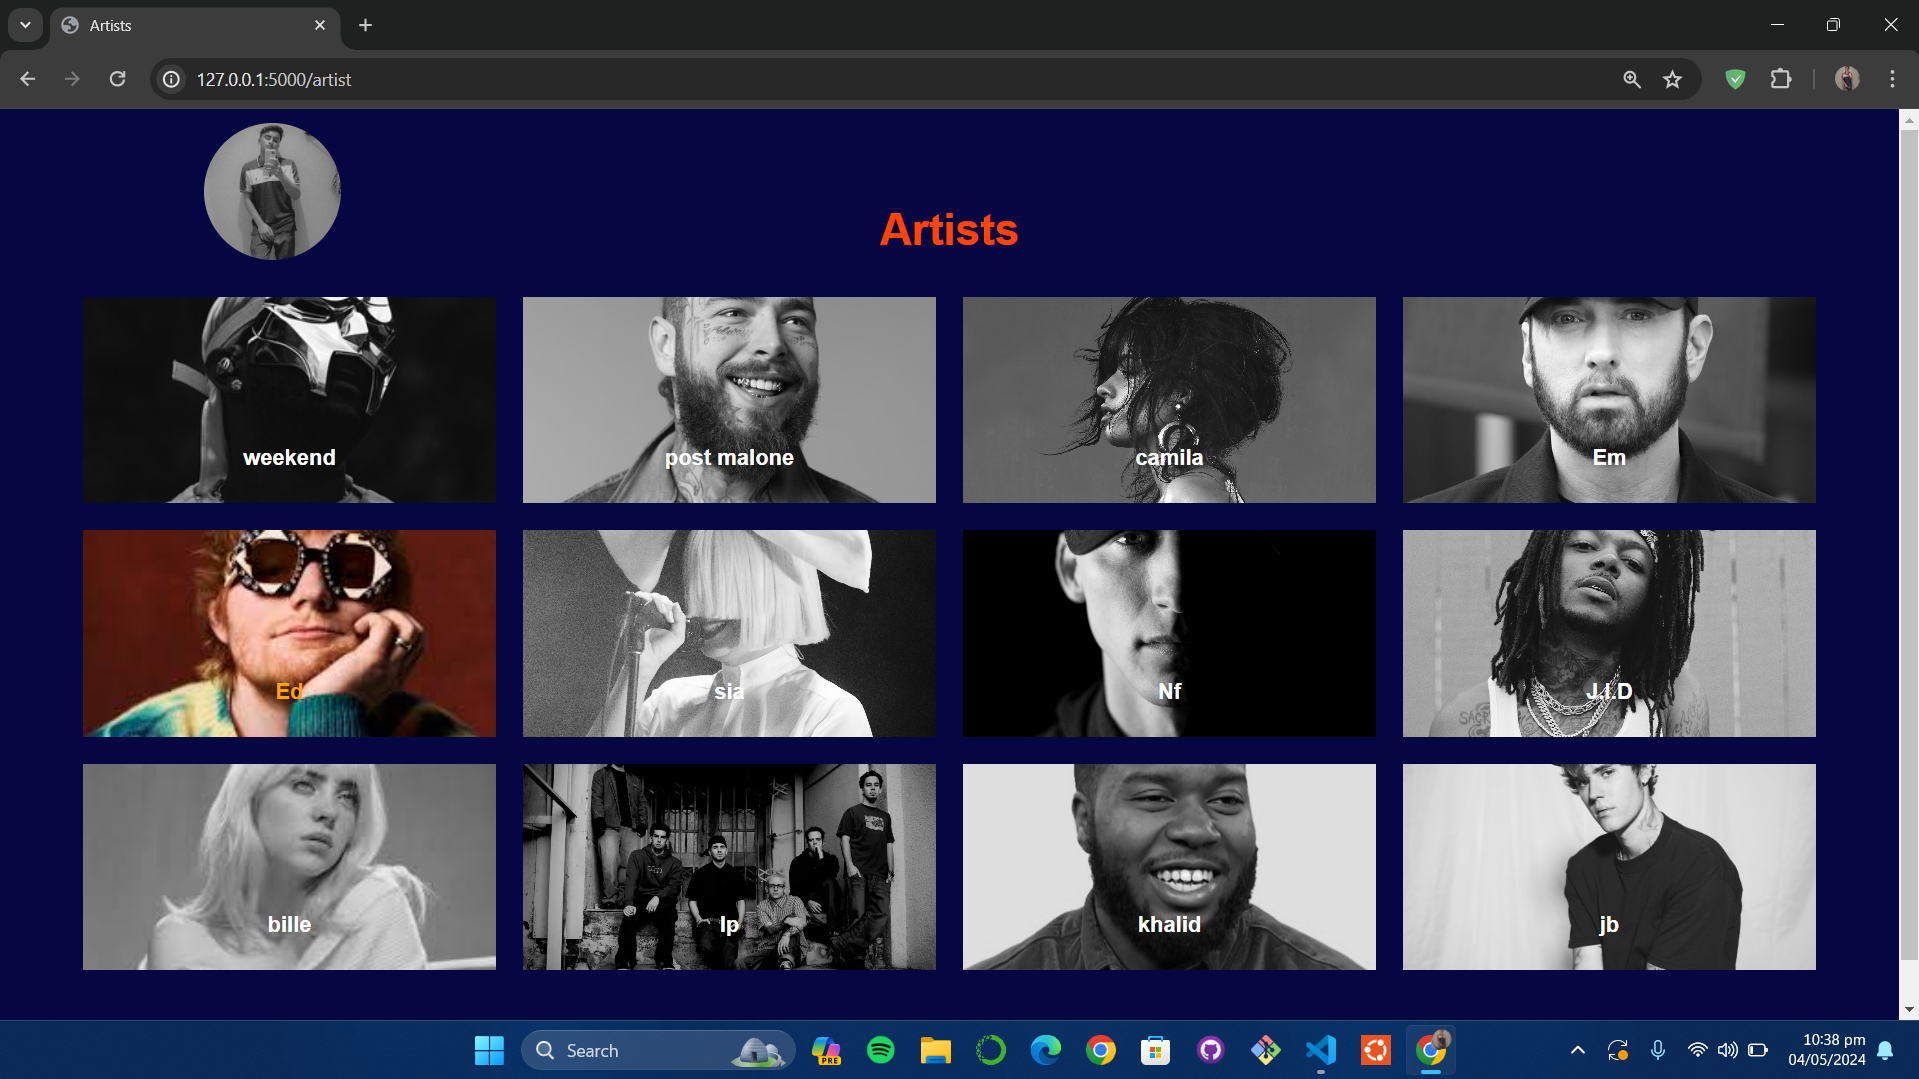 Artists
127.0.0.1:5000/artist
Artists
weekend
post malone
camila
Em
Ed
sia
Nf
J.I.D
bille
lp
khalid
jb
Search
PRE
10:38 pm
04/05/2024